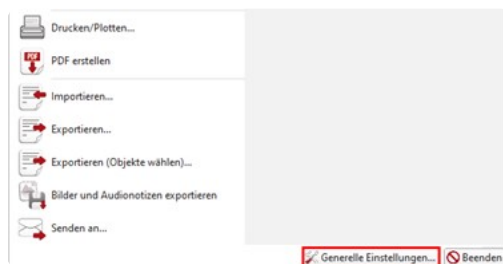 Drucken/Plotten...
PDF
PDF erstellen
Importieren...
Exportieren...
Exportieren (Objekte wählen)...
Bilder und Audionotizen exportieren
Senden an...
Generelle Einstellungen... Beenden